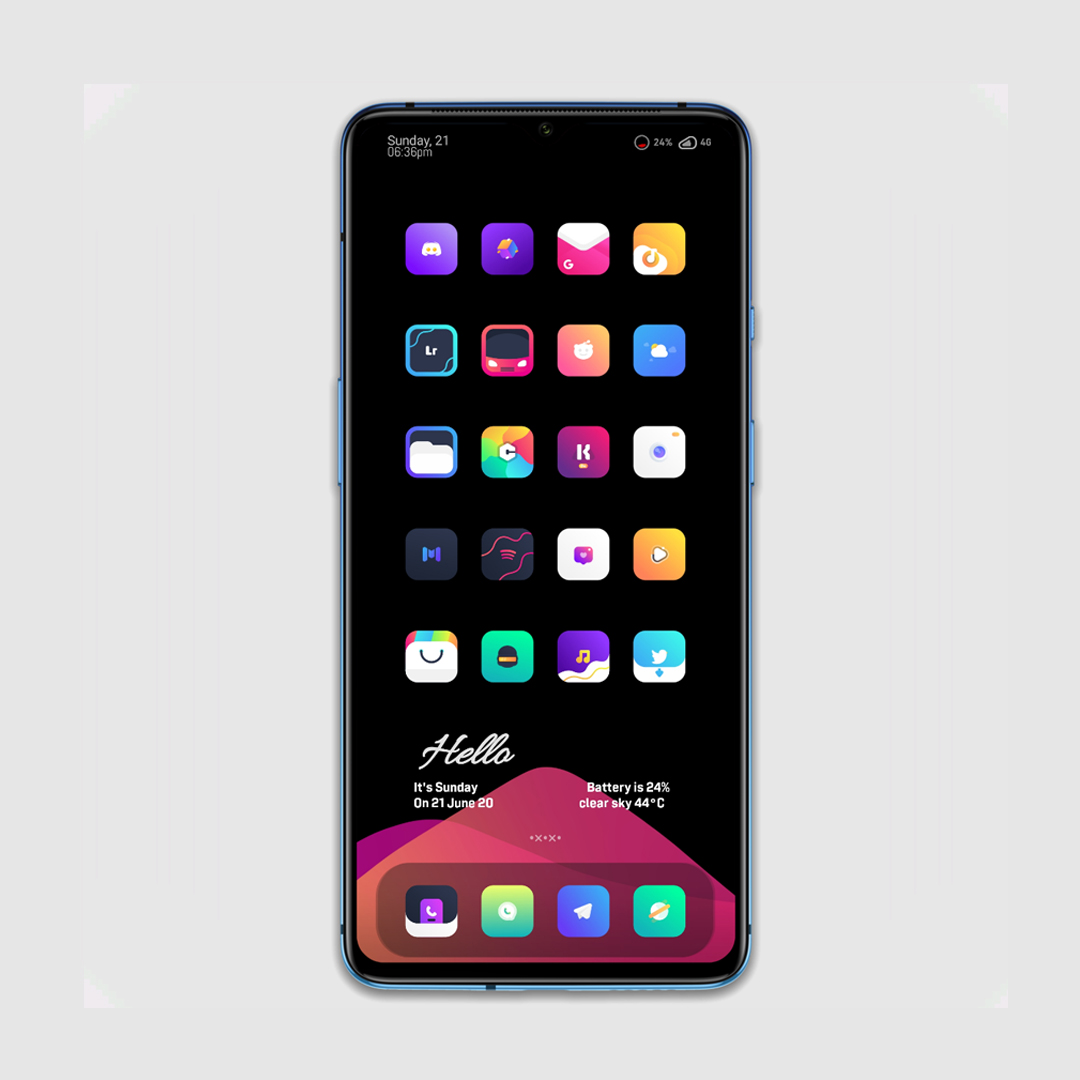 Sunday, 21
06:36pm
24%
4G
G
Lr
C
K
M
Hello
It's Sunday
On 21 June 20
Battery is 24%
clear sky 44°C
•X•X•